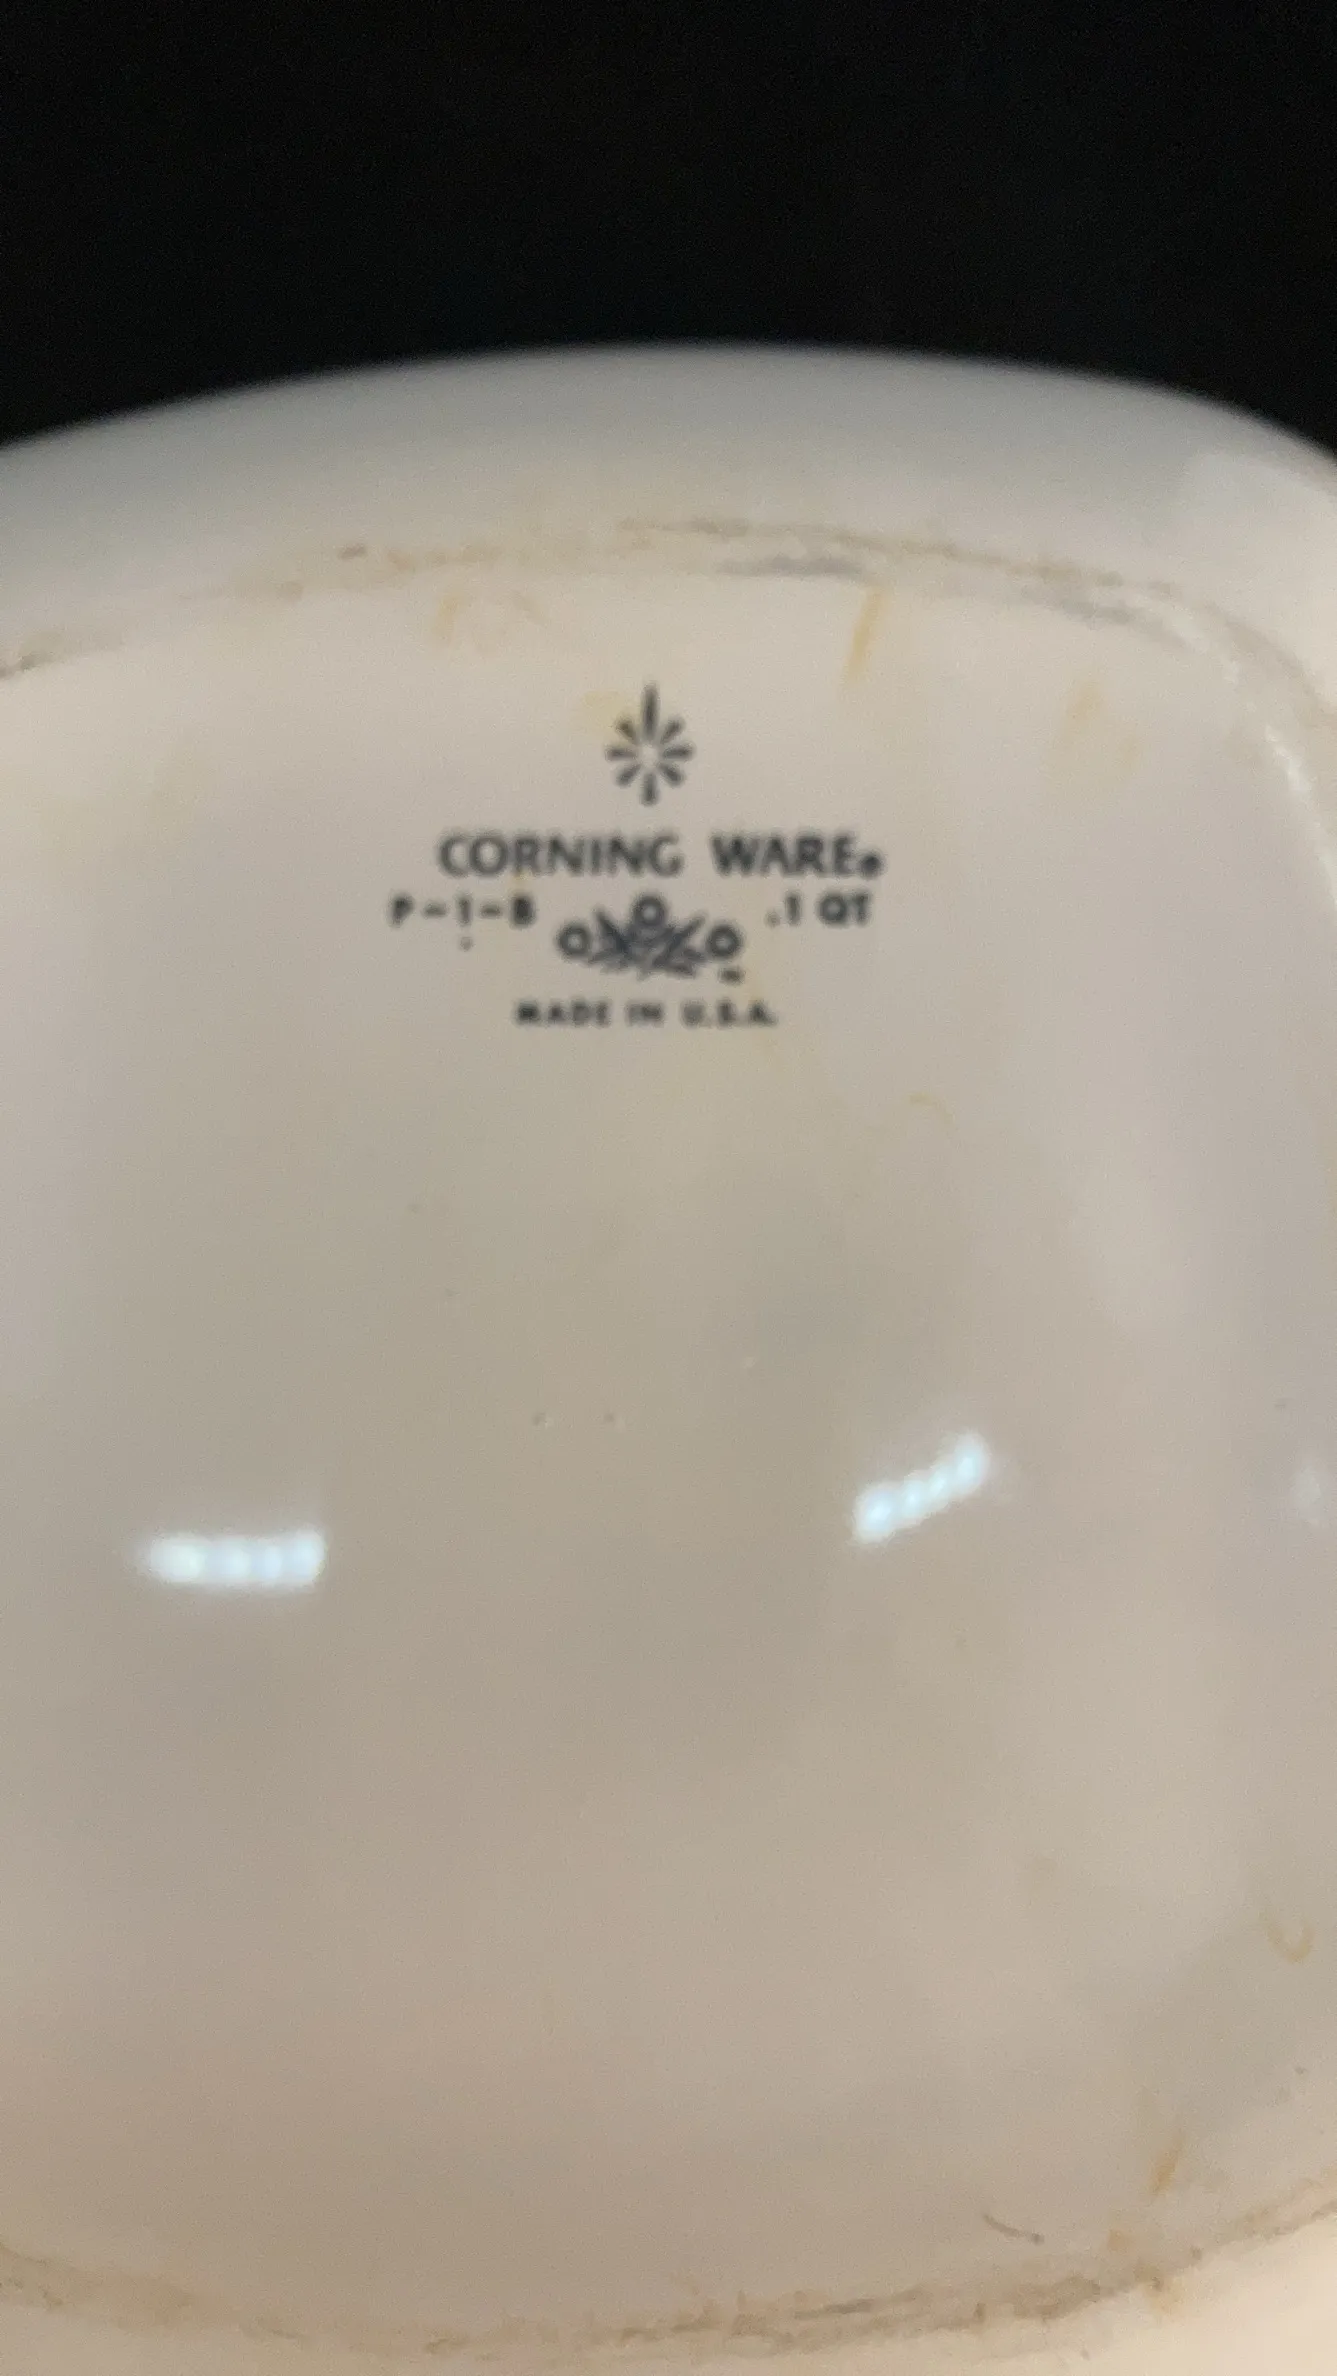 CORNING WARE®
P-1-B .1 QT
MADE IN U.S.A.